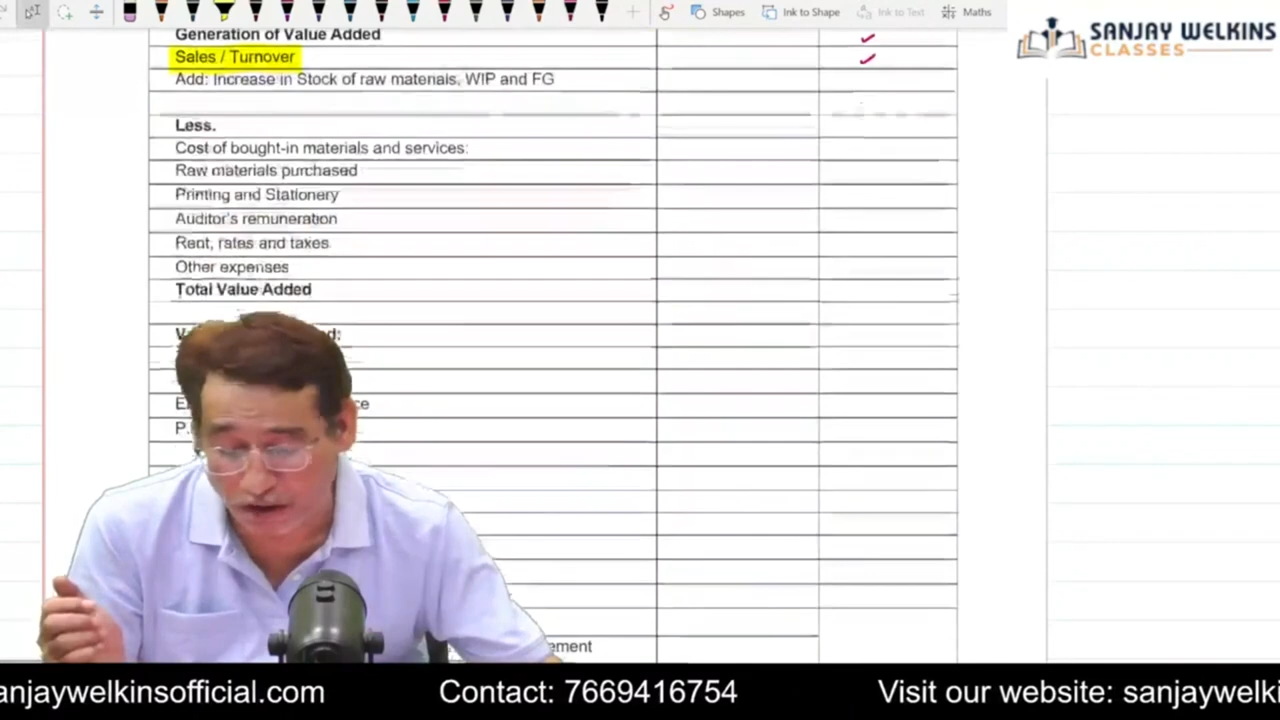 Shapes
Ink to Shape
Ink to Text
Maths
SANJAY WELKINS
CLASSES
Generation of Value Added
Sales / Turnover
Add: Increase in Stock of raw materials, WIP and FG
Less.
Cost of bought-in materials and services:
Raw materials purchased
Printing and Stationery
Auditor's remuneration
Rent, rates and taxes
Other expenses
Total Value Added
anjaywelkinsofficial.com Contact: 7669416754 Visit our website: sanjaywelki